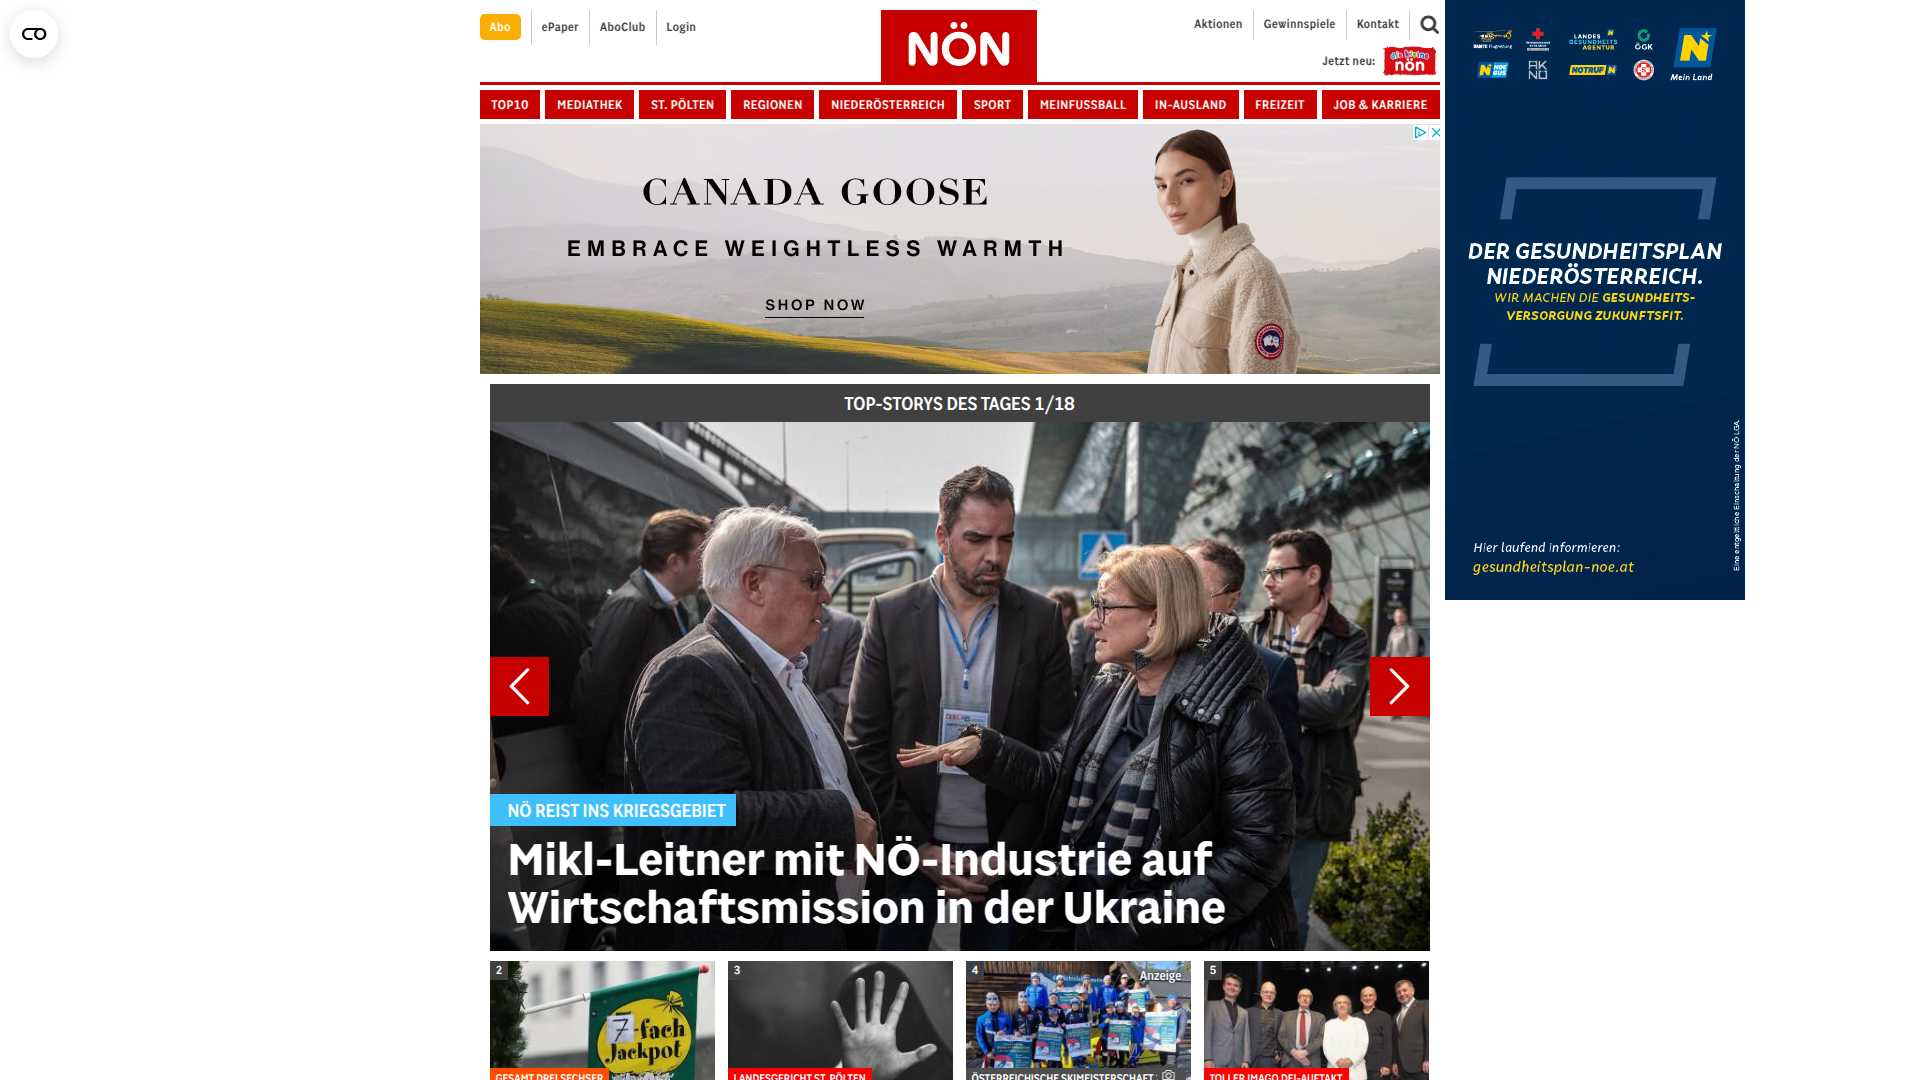 Abo
ePaper
AboClub
Login
NÖN
Aktionen
Gewinnspiele
Kontakt
Jetzt neu:
die kleine
nön
TOP10
MEDIATHEK
ST. PÖLTEN
REGIONEN
NIEDERÖSTERREICH
SPORT
MEINFUSSBALL
IN-AUSLAND
FREIZEIT
JOB & KARRIERE
CANADA GOOSE
EMBRACE WEIGHTLESS WARMTH
SHOP NOW
LANDES
GESUNDHEITS
AGENTUR
ÖGK
NOTRUF
N
Mein Land
DER GESUNDHEITSPLAN
NIEDERÖSTERREICH.
WIR MACHEN DIE GESUNDHEITS-
VERSORGUNG ZUKUNFTSFIT.
Hier laufend informieren:
gesundheitsplan-noe.at
Eine entgeltliche Einschaltung der NÖ LGA.
TOP-STORYS DES TAGES 1/18
NÖ REIST INS KRIEGSGEBIET
Mikl-Leitner mit NÖ-Industrie auf
Wirtschaftsmission in der Ukraine
2
7-fach
Jackpot
GESAMT DREI SECHSER
3
LANDESGERICHT ST. PÖLTEN
4
Anzeige
ÖSTERREICHISCHE SKIMEISTERSCHAFT
5
TOLLER IMAGO DEI-AUFTAKT